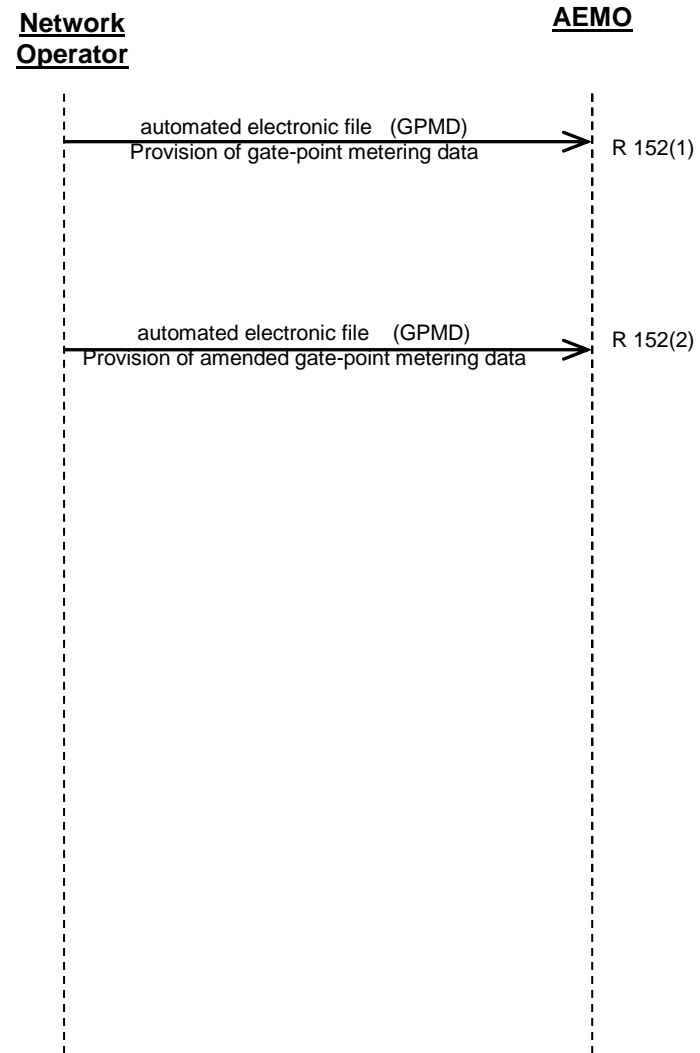 Network
Operator
AEMO
automated electronic file (GPMD)
Provision of gate-point metering data
R 152(1)
automated electronic file (GPMD)
Provision of amended gate-point metering data
R 152(2)